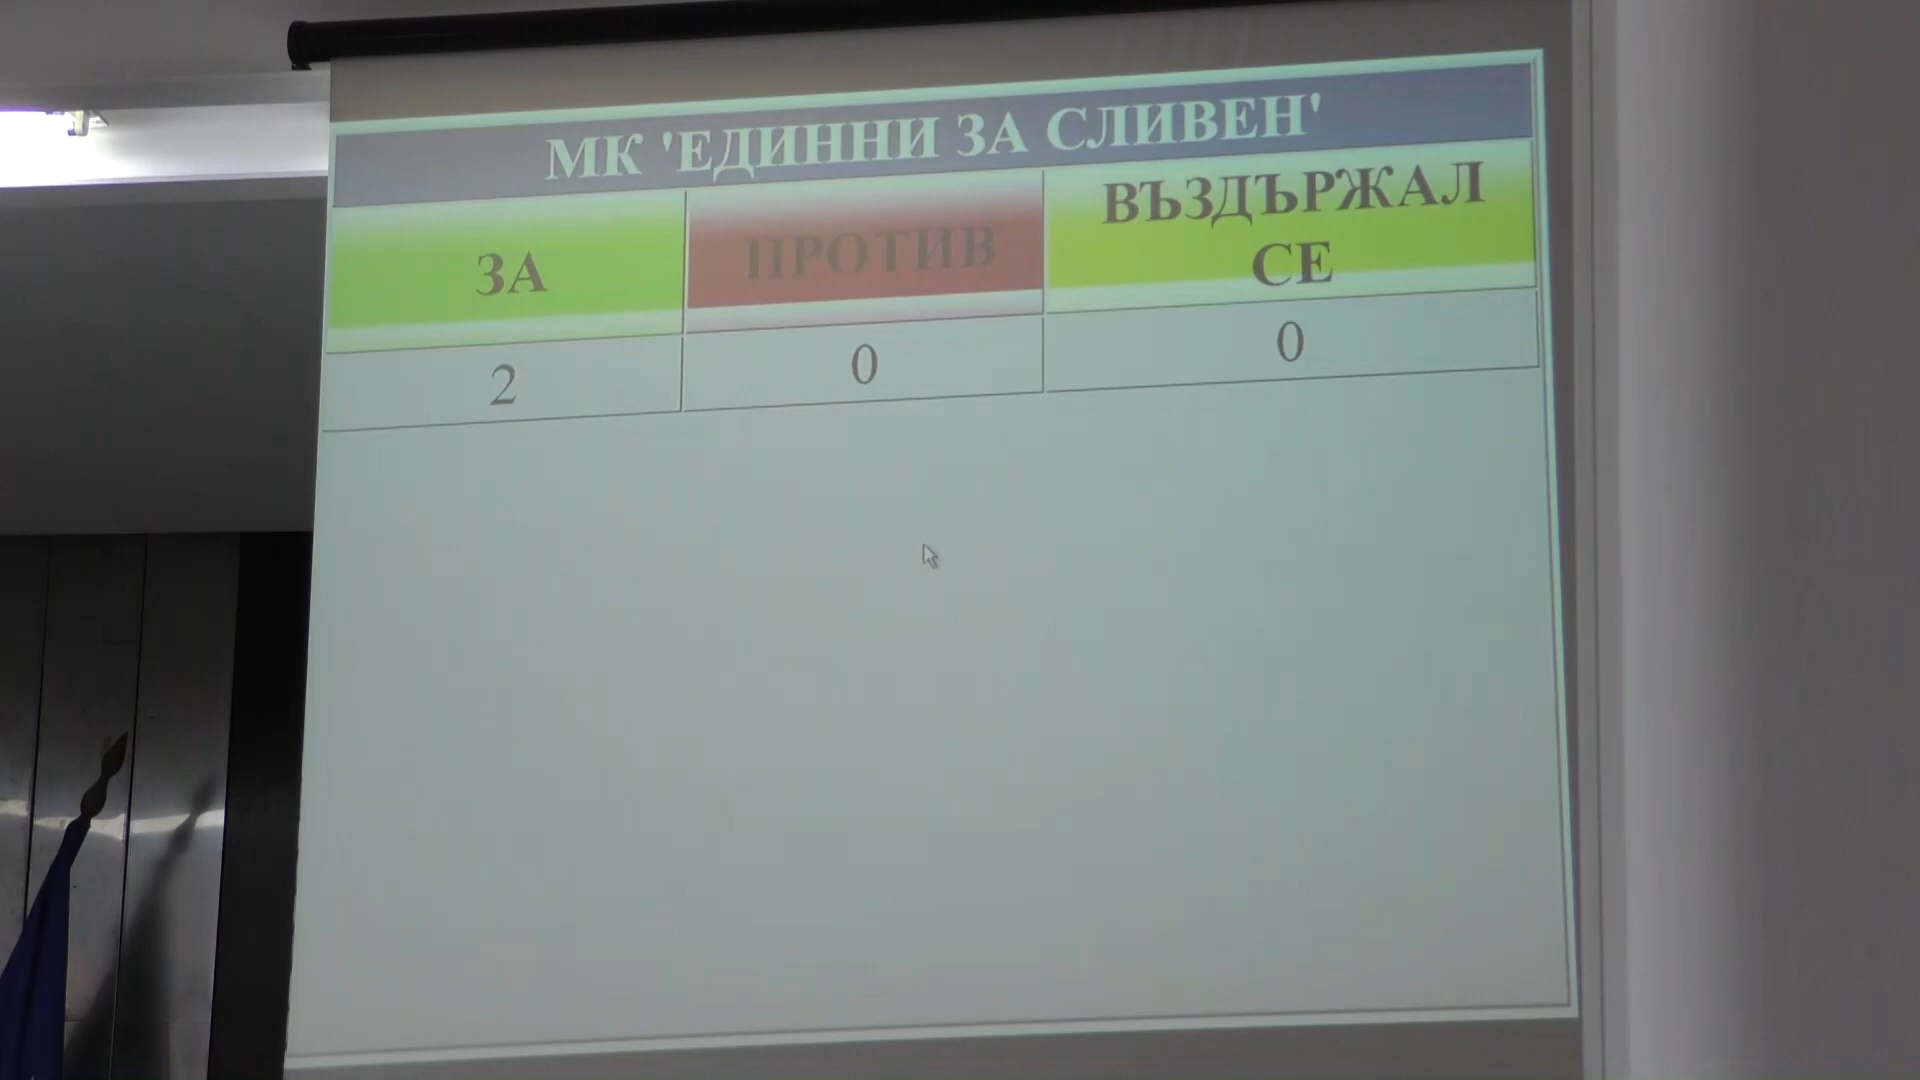 МК 'ЕДИННИ ЗА СЛИВЕН'
ЗА ПРОТИВ ВЪЗДЪРЖАЛ
СЕ
2 0 0